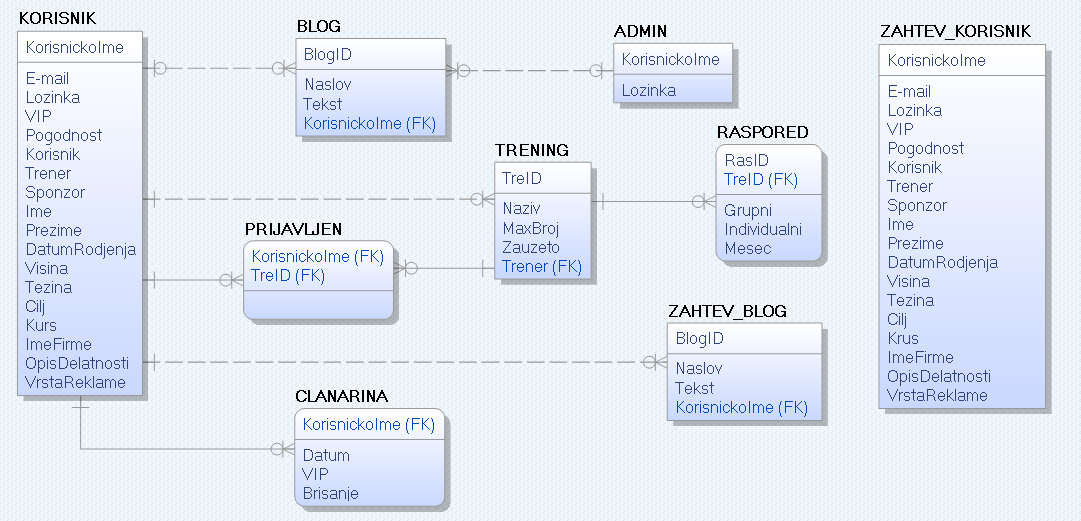 KORISNIK
KorisnickoIme
E-mail
Lozinka
VIP
Pogodnost
Korisnik
Trener
Sponzor
Ime
Prezime
DatumRodjenja
Visina
Tezina
Cilj
Kurs
ImeFirme
OpisDelatnosti
VrstaReklame
BLOG
BlogID
Naslov
Tekst
KorisnickoIme (FK)
ADMIN
KorisnickoIme
Lozinka
TRENING
TreID
Naziv
MaxBroj
Zauzeto
Trener (FK)
RASPORED
RasID
TreID (FK)
Grupni
Individualni
Mesec
PRIJAVLJEN
KorisnickoIme (FK)
TreID (FK)
ZAHTEV_BLOG
BlogID
Naslov
Tekst
KorisnickoIme (FK)
CLANARINA
KorisnickoIme (FK)
Datum
VIP
Brisanje
ZAHTEV_KORISNIK
KorisnickoIme
E-mail
Lozinka
VIP
Pogodnost
Korisnik
Trener
Sponzor
Ime
Prezime
DatumRodjenja
Visina
Tezina
Cilj
Krus
ImeFirme
OpisDelatnosti
VrstaReklame